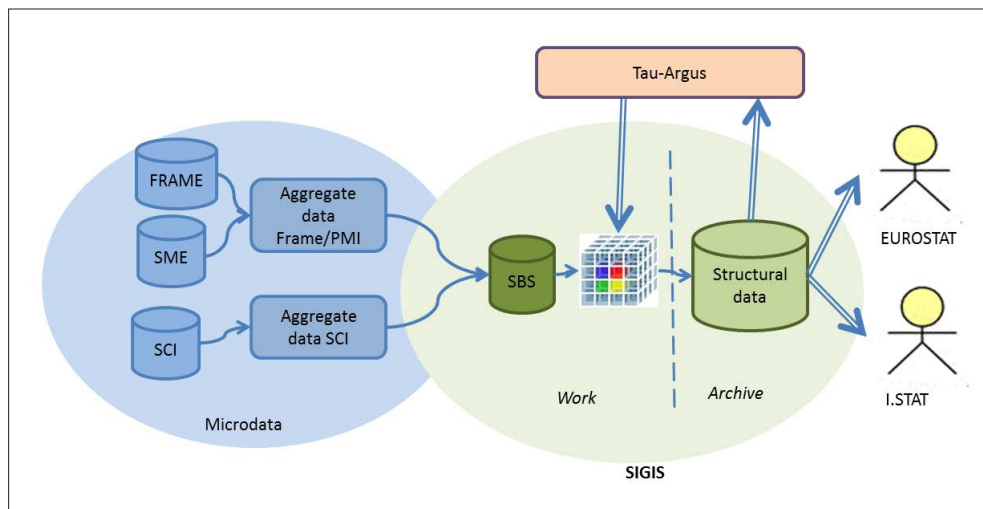 Tau-Argus
FRAME
SME
SCI
Aggregate
data
Frame/PMI
Aggregate
data SCI
Microdata
SBS
Structural
data
Work
Archive
SIGIS
EUROSTAT
I.STAT